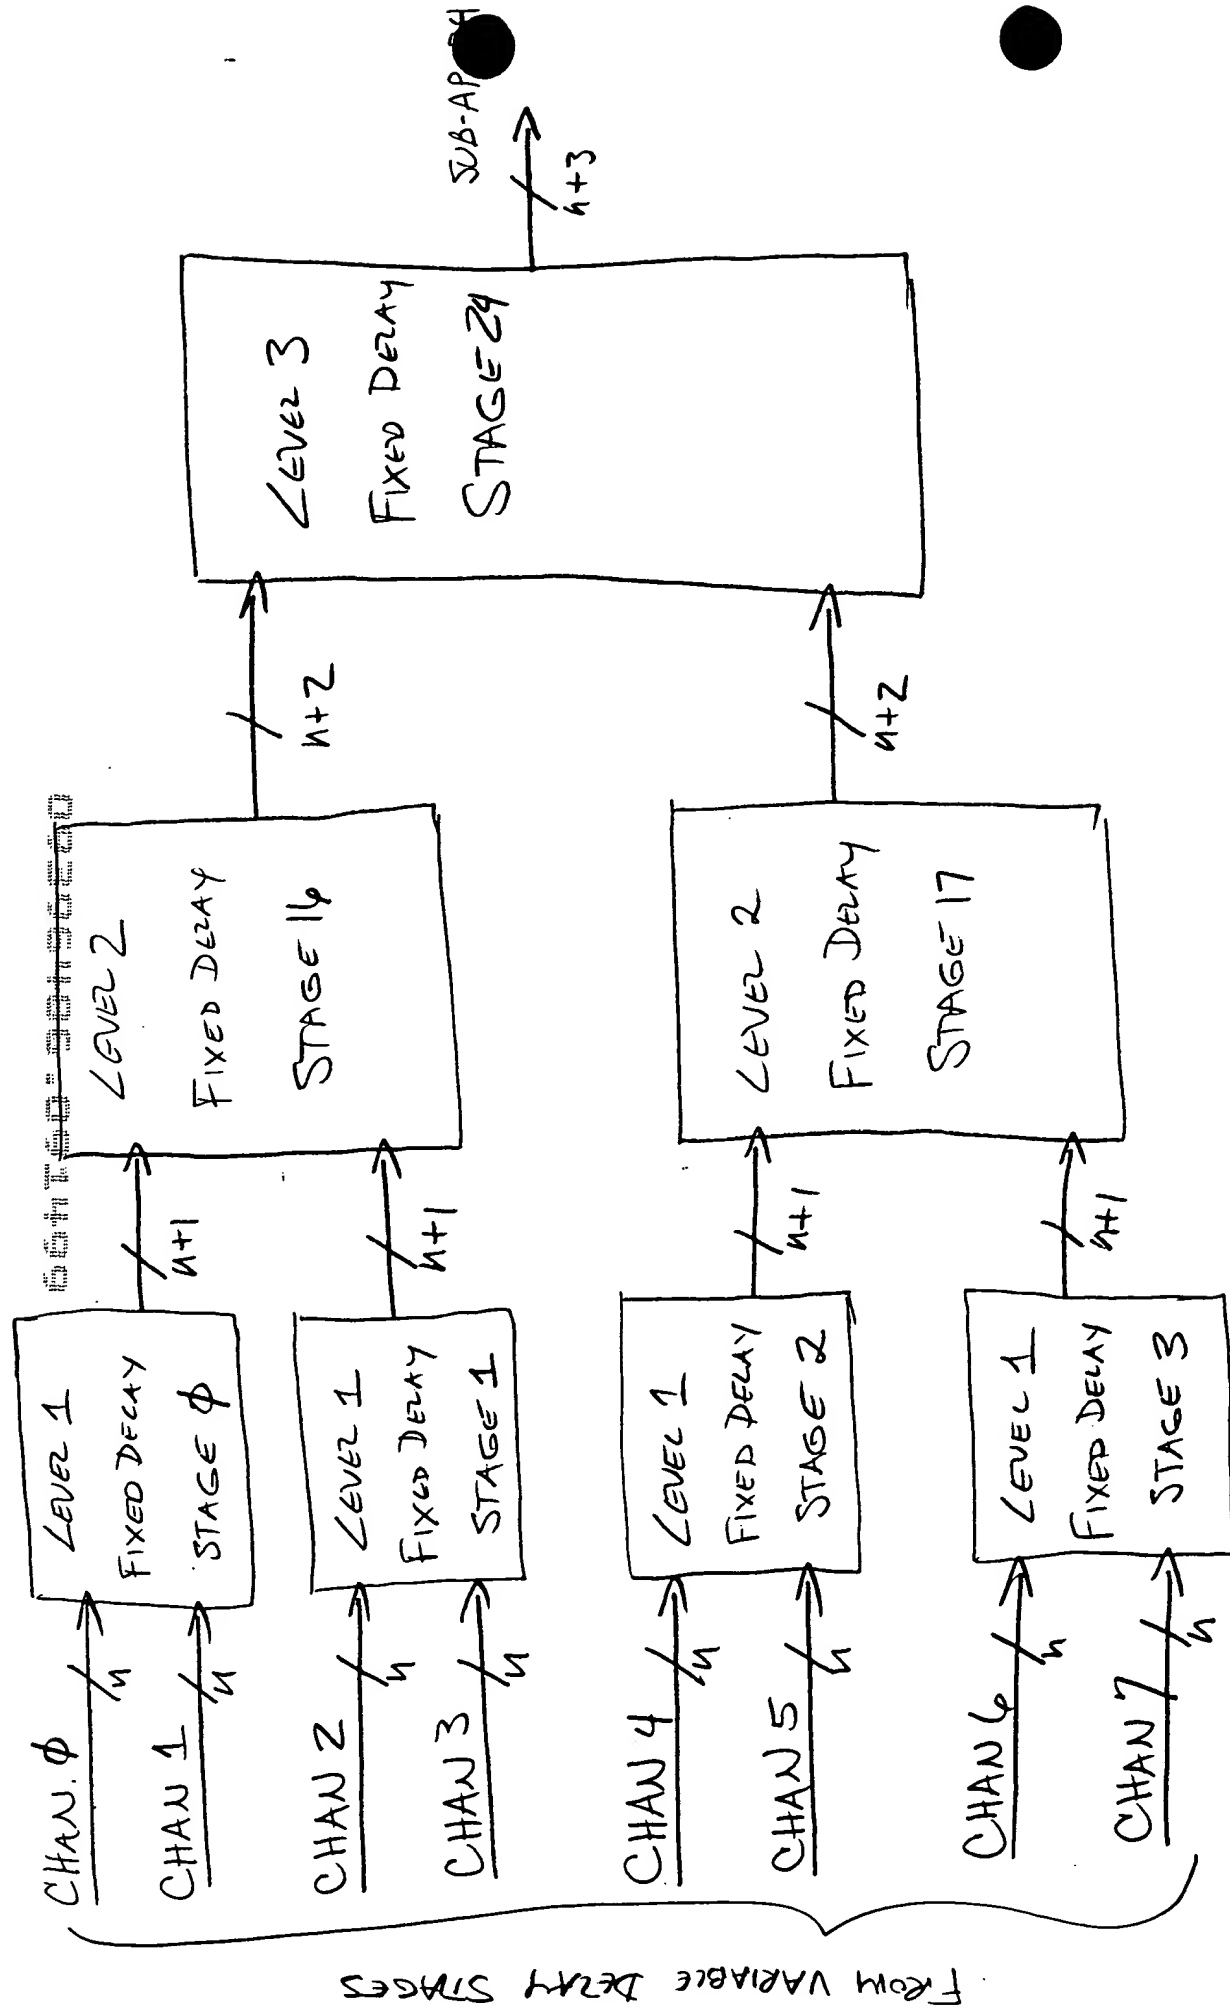 FROM VARIABLE DELAY STAGES
CHAN. φ
n
CHAN 1
n
CHAN 2
n
CHAN 3
n
CHAN 4
n
CHAN 5
n
CHAN 6
n
CHAN 7
n
LEVEL 1
FIXED DELAY
STAGE φ
n+1
LEVEL 1
FIXED DELAY
STAGE 1
n+1
LEVEL 1
FIXED DELAY
STAGE 2
n+1
LEVEL 1
FIXED DELAY
STAGE 3
n+1
LEVEL 2
FIXED DELAY
STAGE 16
n+2
LEVEL 2
FIXED DELAY
STAGE 17
n+2
LEVEL 3
FIXED DELAY
STAGE 24
n+3